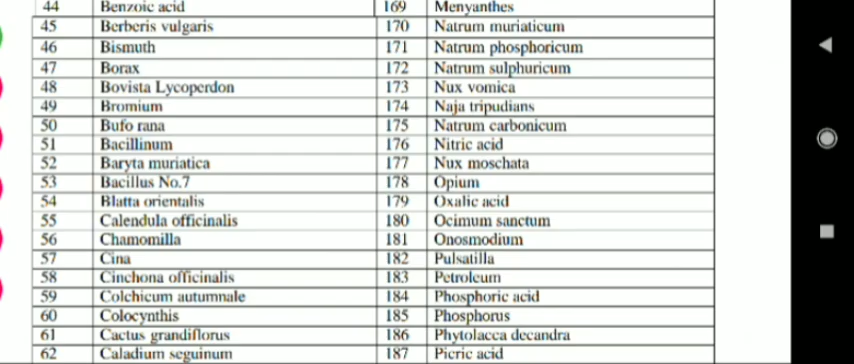 44 Benzoic acid 169 Menyanthes
45 Berberis vulgaris 170 Natrum muriaticum
46 Bismuth 171 Natrum phosphoricum
47 Borax 172 Natrum sulphuricum
48 Bovista Lycoperdon 173 Nux vomica
49 Bromium 174 Naja tripudians
50 Bufo rana 175 Natrum carbonicum
51 Bacillinum 176 Nitric acid
52 Baryta muriatica 177 Nux moschata
53 Bacillus No.7 178 Opium
54 Blatta orientalis 179 Oxalic acid
55 Calendula officinalis 180 Ocimum sanctum
56 Chamomilla 181 Onosmodium
57 Cina 182 Pulsatilla
58 Cinchona officinalis 183 Petroleum
59 Colchicum autumnale 184 Phosphoric acid
60 Colocynthis 185 Phosphorus
61 Cactus grandiflorus 186 Phytolacca decandra
62 Caladium seguinum 187 Picric acid